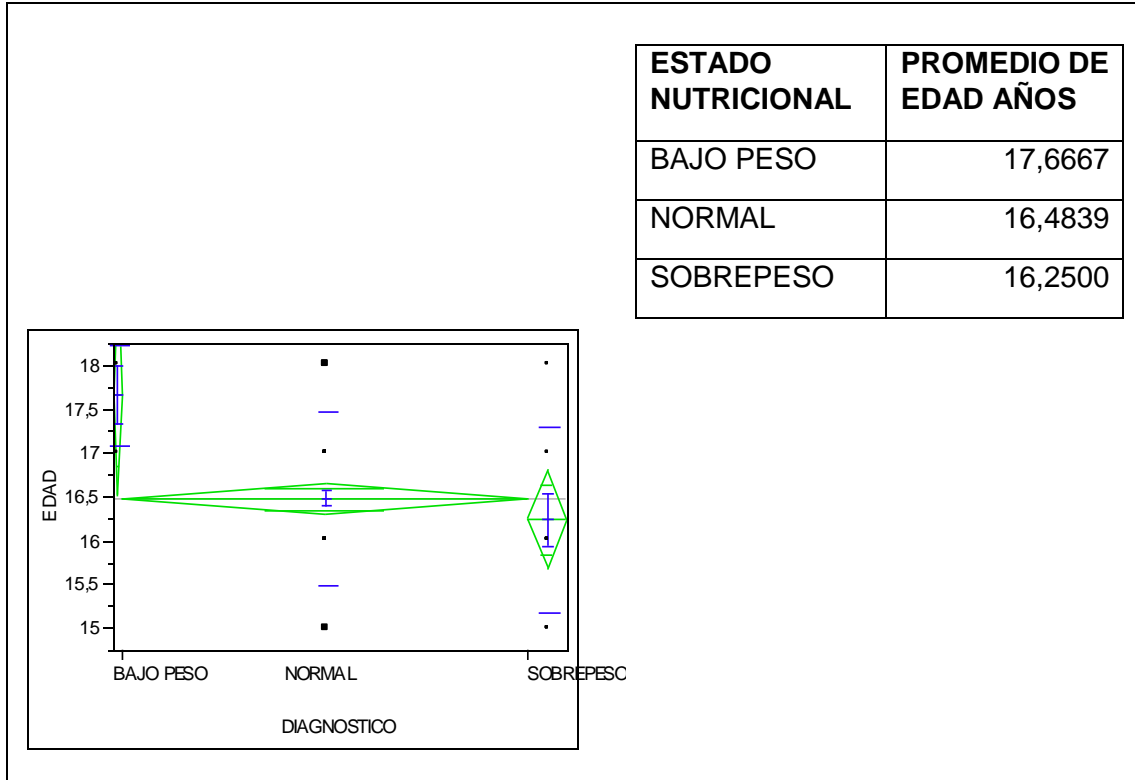 ESTADO NUTRICIONAL
PROMEDIO DE EDAD AÑOS
BAJO PESO 17,6667
NORMAL 16,4839
SOBREPESO 16,2500
18
17,5
17
16,5
16
15,5
15
EDAD
BAJO PESO NORMAL SOBREPESO
DIAGNOSTICO